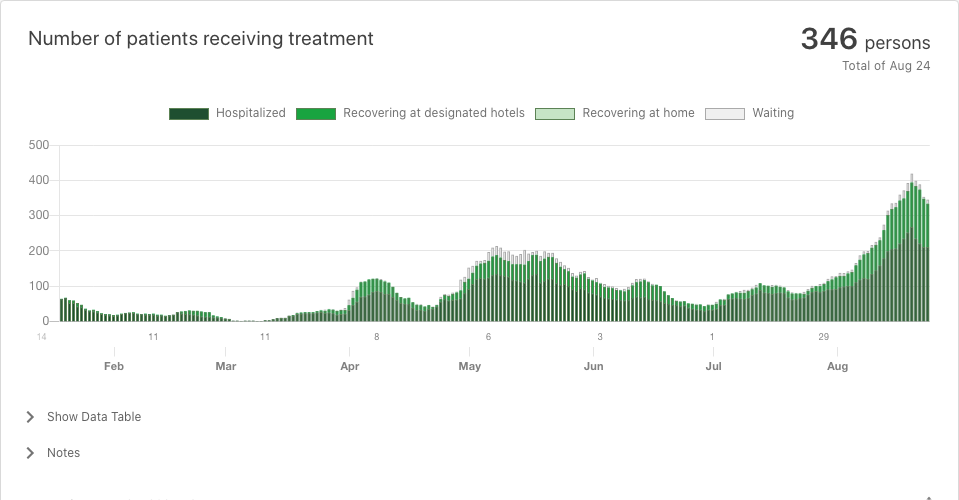 Number of patients receiving treatment
346 persons
Total of Aug 24
Hospitalized Recovering at designated hotels Recovering at home Waiting
500
400
300
200
100
0
14 11 11 8 6 3 1 29
Feb Mar Apr May Jun Jul Aug
Show Data Table
Notes